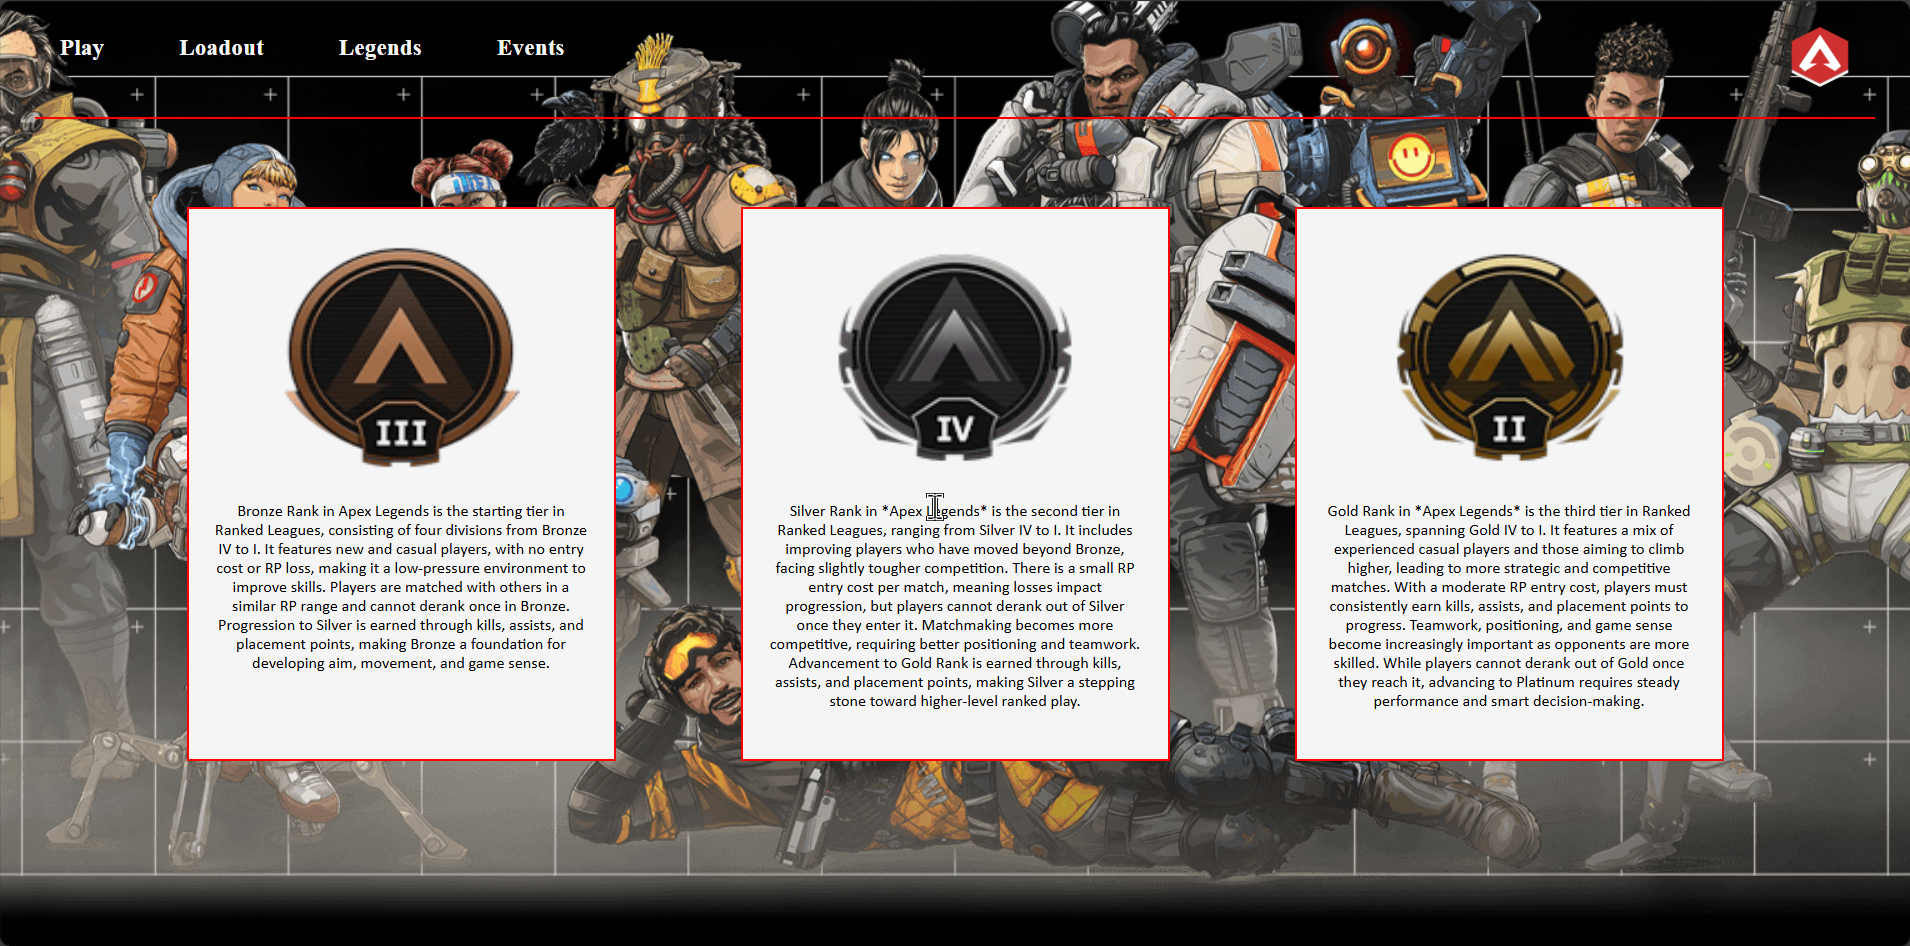 Play
Loadout
Legends
Events
III
Bronze Rank in Apex Legends is the starting tier in
Ranked Leagues, consisting of four divisions from Bronze
IV to I. It features new and casual players, with no entry
cost or RP loss, making it a low-pressure environment to
improve skills. Players are matched with others in a
similar RP range and cannot derank once in Bronze.
Progression to Silver is earned through kills, assists, and
placement points, making Bronze a foundation for
developing aim, movement, and game sense.
IV
Silver Rank in *Apex Legends* is the second tier in
Ranked Leagues, ranging from Silver IV to I. It includes
improving players who have moved beyond Bronze,
facing slightly tougher competition. There is a small RP
entry cost per match, meaning losses impact
progression, but players cannot derank out of Silver
once they enter it. Matchmaking becomes more
competitive, requiring better positioning and teamwork.
Advancement to Gold Rank is earned through kills,
assists, and placement points, making Silver a stepping
stone toward higher-level ranked play.
II
Gold Rank in *Apex Legends* is the third tier in Ranked
Leagues, spanning Gold IV to I. It features a mix of
experienced casual players and those aiming to climb
higher, leading to more strategic and competitive
matches. With a moderate RP entry cost, players must
consistently earn kills, assists, and placement points to
progress. Teamwork, positioning, and game sense
become increasingly important as opponents are more
skilled. While players cannot derank out of Gold once
they reach it, advancing to Platinum requires steady
performance and smart decision-making.